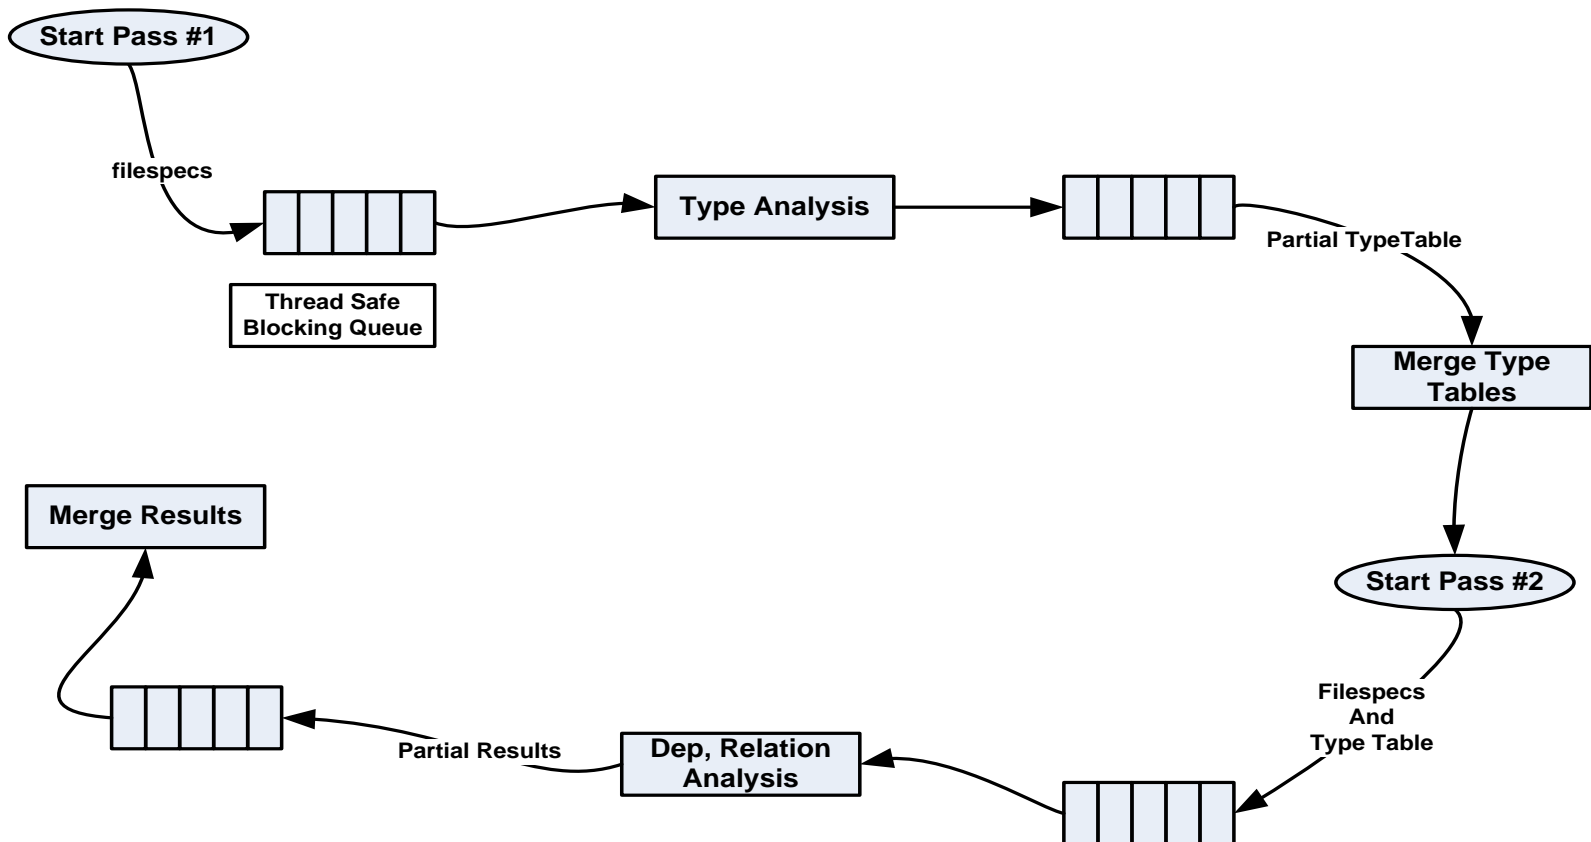 Start Pass #1
filespecs
Type Analysis
Partial TypeTable
Thread Safe
Blocking Queue
Merge Type
Tables
Merge Results
Start Pass #2
Filespecs
And
Type Table
Partial Results
Dep, Relation
Analysis